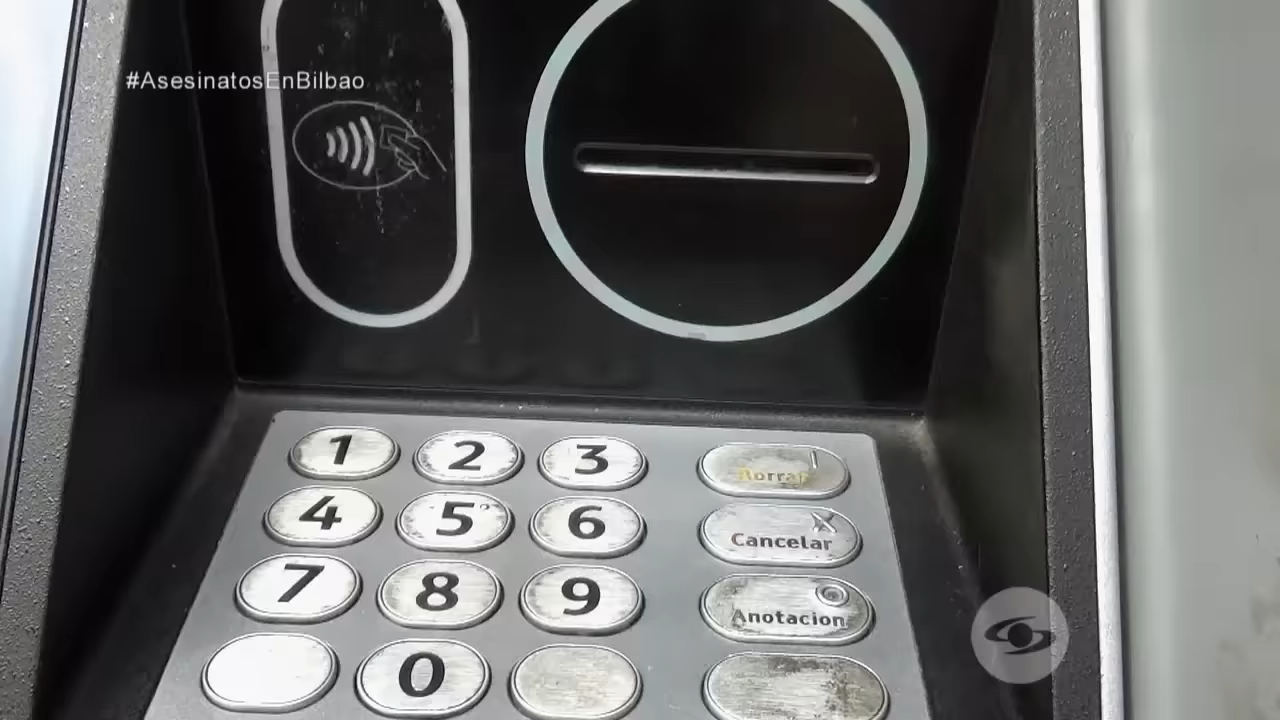 #AsesinatosEnBilbao
1 2 3 Borrar
4 5 6 Cancelar
7 8 9 Anotacion
0